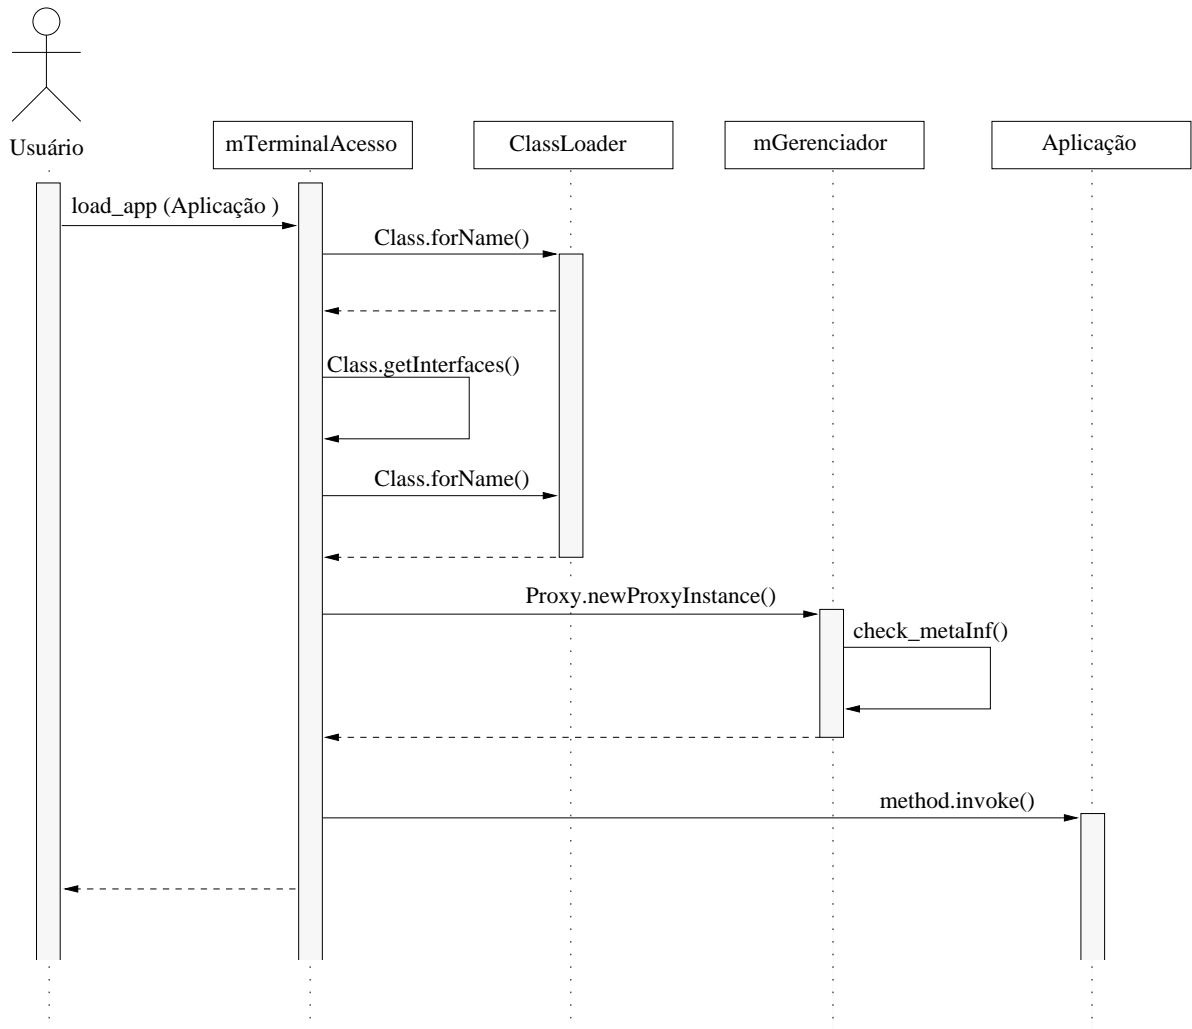 Usuário
mTerminalAcesso
ClassLoader
mGerenciador
Aplicação
load_app (Aplicação )
Class.forName()
Class.getInterfaces()
Class.forName()
Proxy.newProxyInstance()
check_metaInf()
method.invoke()